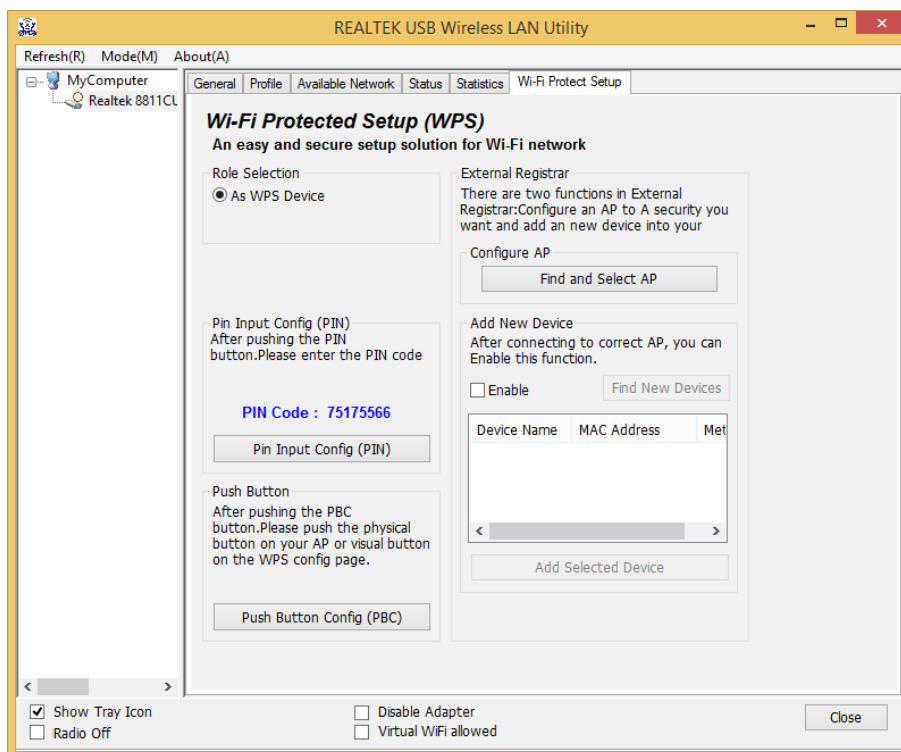 REALTEK USB Wireless LAN Utility
Refresh(R) Mode(M) About(A)
MyComputer
Realtek 8811CU
General Profile Available Network Status Statistics Wi-Fi Protect Setup
Wi-Fi Protected Setup (WPS)
An easy and secure setup solution for Wi-Fi network
Role Selection
As WPS Device
Pin Input Config (PIN)
After pushing the PIN
button.Please enter the PIN code
PIN Code : 75175566
Pin Input Config (PIN)
Push Button
After pushing the PBC
button.Please push the physical
button on your AP or visual button
on the WPS config page.
Push Button Config (PBC)
External Registrar
There are two functions in External
Registrar:Configure an AP to A security you
want and add an new device into your
Configure AP
Find and Select AP
Add New Device
After connecting to correct AP, you can
Enable this function.
Enable Find New Devices
Device Name MAC Address Met
Add Selected Device
Show Tray Icon
Radio Off
Disable Adapter
Virtual WiFi allowed
Close